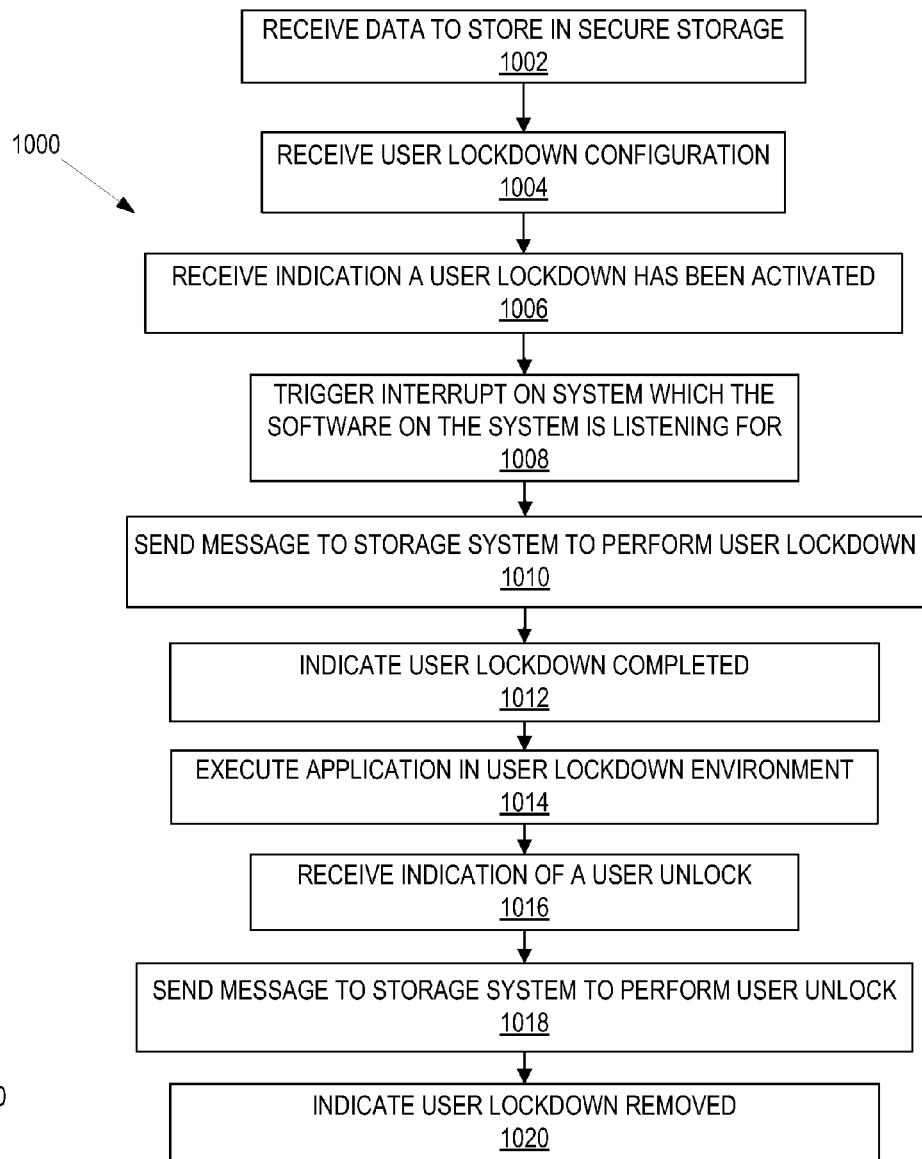 RECEIVE DATA TO STORE IN SECURE STORAGE
1002
1000
RECEIVE USER LOCKDOWN CONFIGURATION
1004
RECEIVE INDICATION A USER LOCKDOWN HAS BEEN ACTIVATED
1006
TRIGGER INTERRUPT ON SYSTEM WHICH THE
SOFTWARE ON THE SYSTEM IS LISTENING FOR
1008
SEND MESSAGE TO STORAGE SYSTEM TO PERFORM USER LOCKDOWN
1010
INDICATE USER LOCKDOWN COMPLETED
1012
EXECUTE APPLICATION IN USER LOCKDOWN ENVIRONMENT
1014
RECEIVE INDICATION OF A USER UNLOCK
1016
SEND MESSAGE TO STORAGE SYSTEM TO PERFORM USER UNLOCK
1018
INDICATE USER LOCKDOWN REMOVED
1020